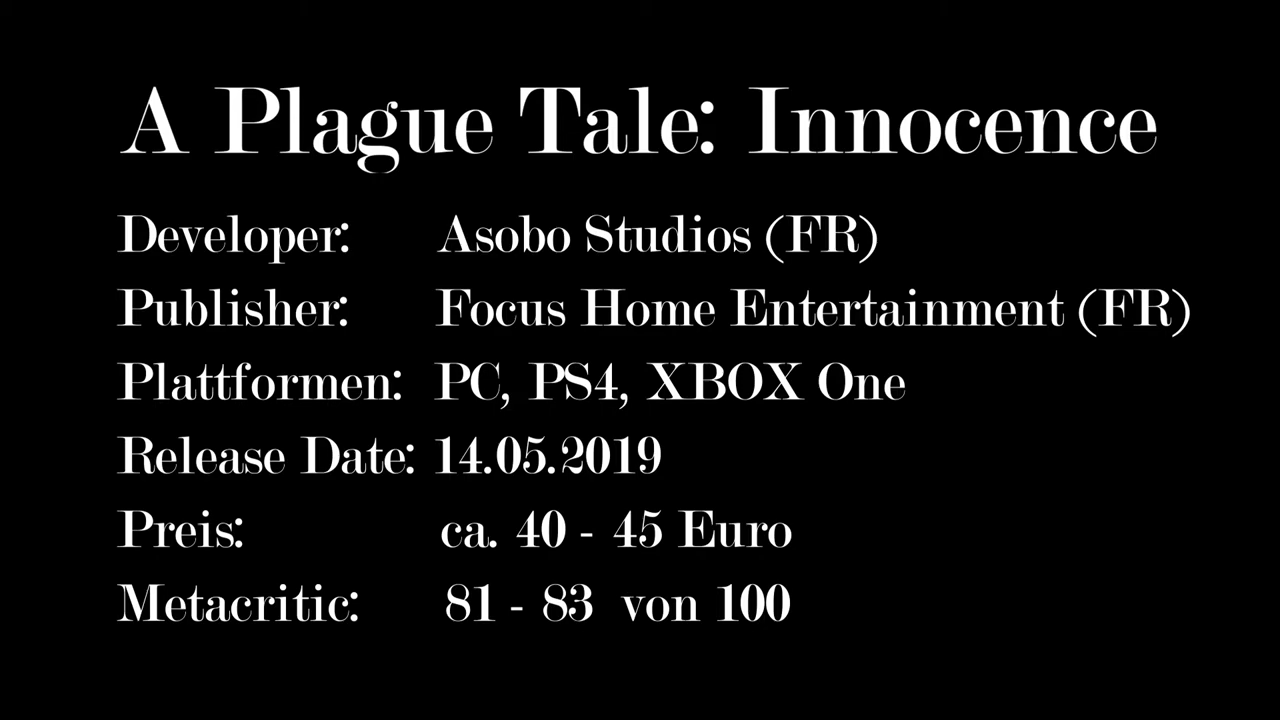 A Plague Tale: Innocence
Developer: Asobo Studios (FR)
Publisher: Focus Home Entertainment (FR)
Plattformen: PC, PS4, XBOX One
Release Date: 14.05.2019
Preis: ca. 40 - 45 Euro
Metacritic: 81 - 83 von 100